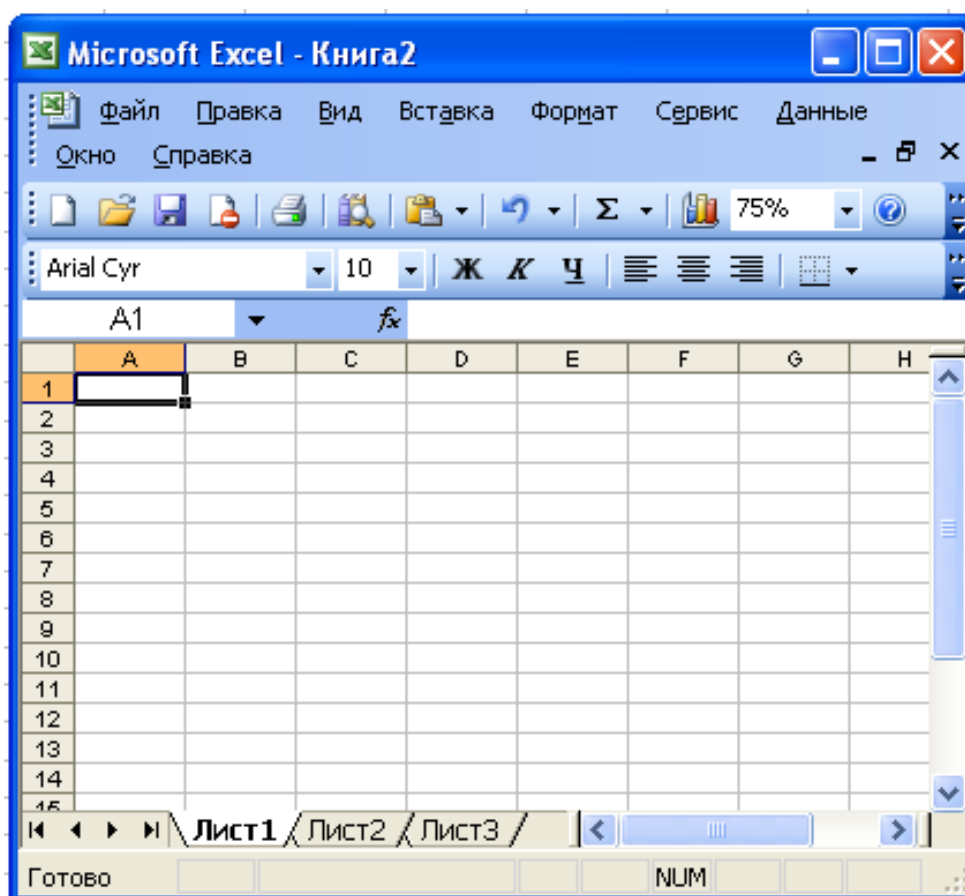 Microsoft Excel - Книга2
Файл Правка Вид Вставка Формат Сервис Данные
Окно Справка
75%
Arial Cyr 10 Ж К Ч
A1 fx
A B C D E F G H
1
2
3
4
5
6
7
8
9
10
11
12
13
14
15
Лист1 Лист2 Лист3
Готово NUM